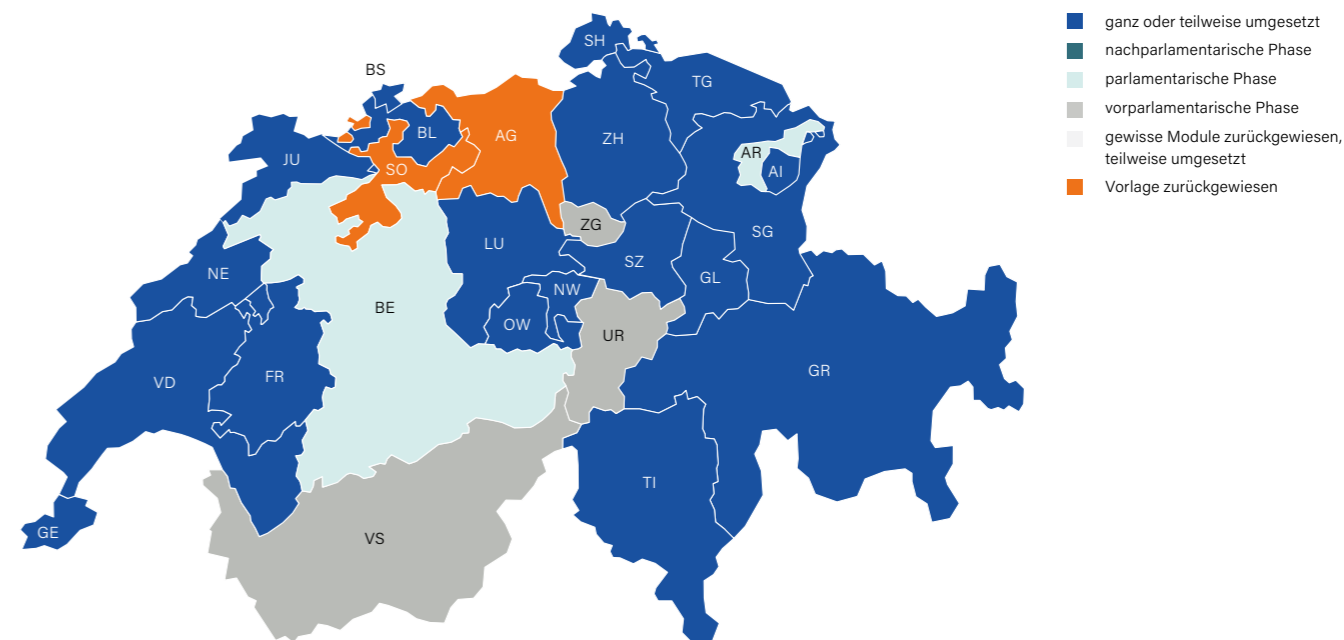 ganz oder teilweise umgesetzt
nachparlamentarische Phase
parlamentarische Phase
vorparlamentarische Phase
gewisse Module zurückgewiesen,
teilweise umgesetzt
Vorlage zurückgewiesen
SH
BS
TG
BL
AG
ZH
JU
AR
SO
AI
ZG
LU
SG
SZ
NE
GL
NW
BE
OW
UR
VD
FR
GR
TI
GE
VS